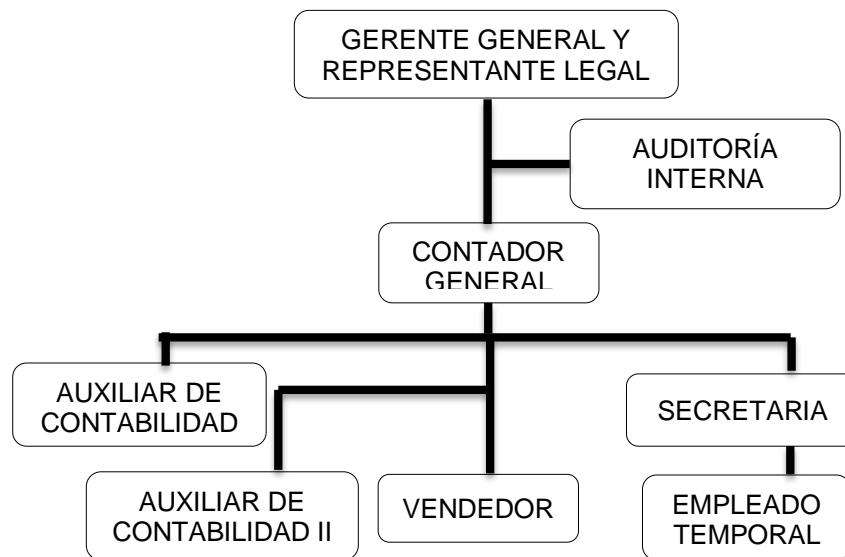 GERENTE GENERAL Y
REPRESENTANTE LEGAL
AUDITORÍA
INTERNA
CONTADOR
GENERAL
AUXILIAR DE
CONTABILIDAD
SECRETARIA
AUXILIAR DE
CONTABILIDAD II
VENDEDOR
EMPLEADO
TEMPORAL